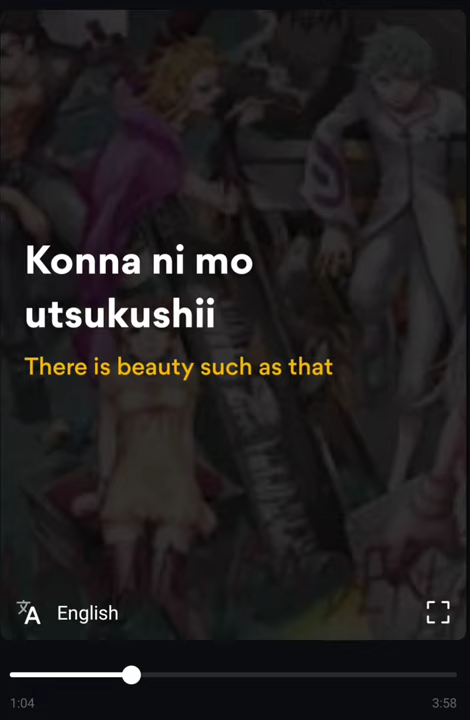 Konna ni mo
utsukushii
There is beauty such as that
English
1:04
3:58